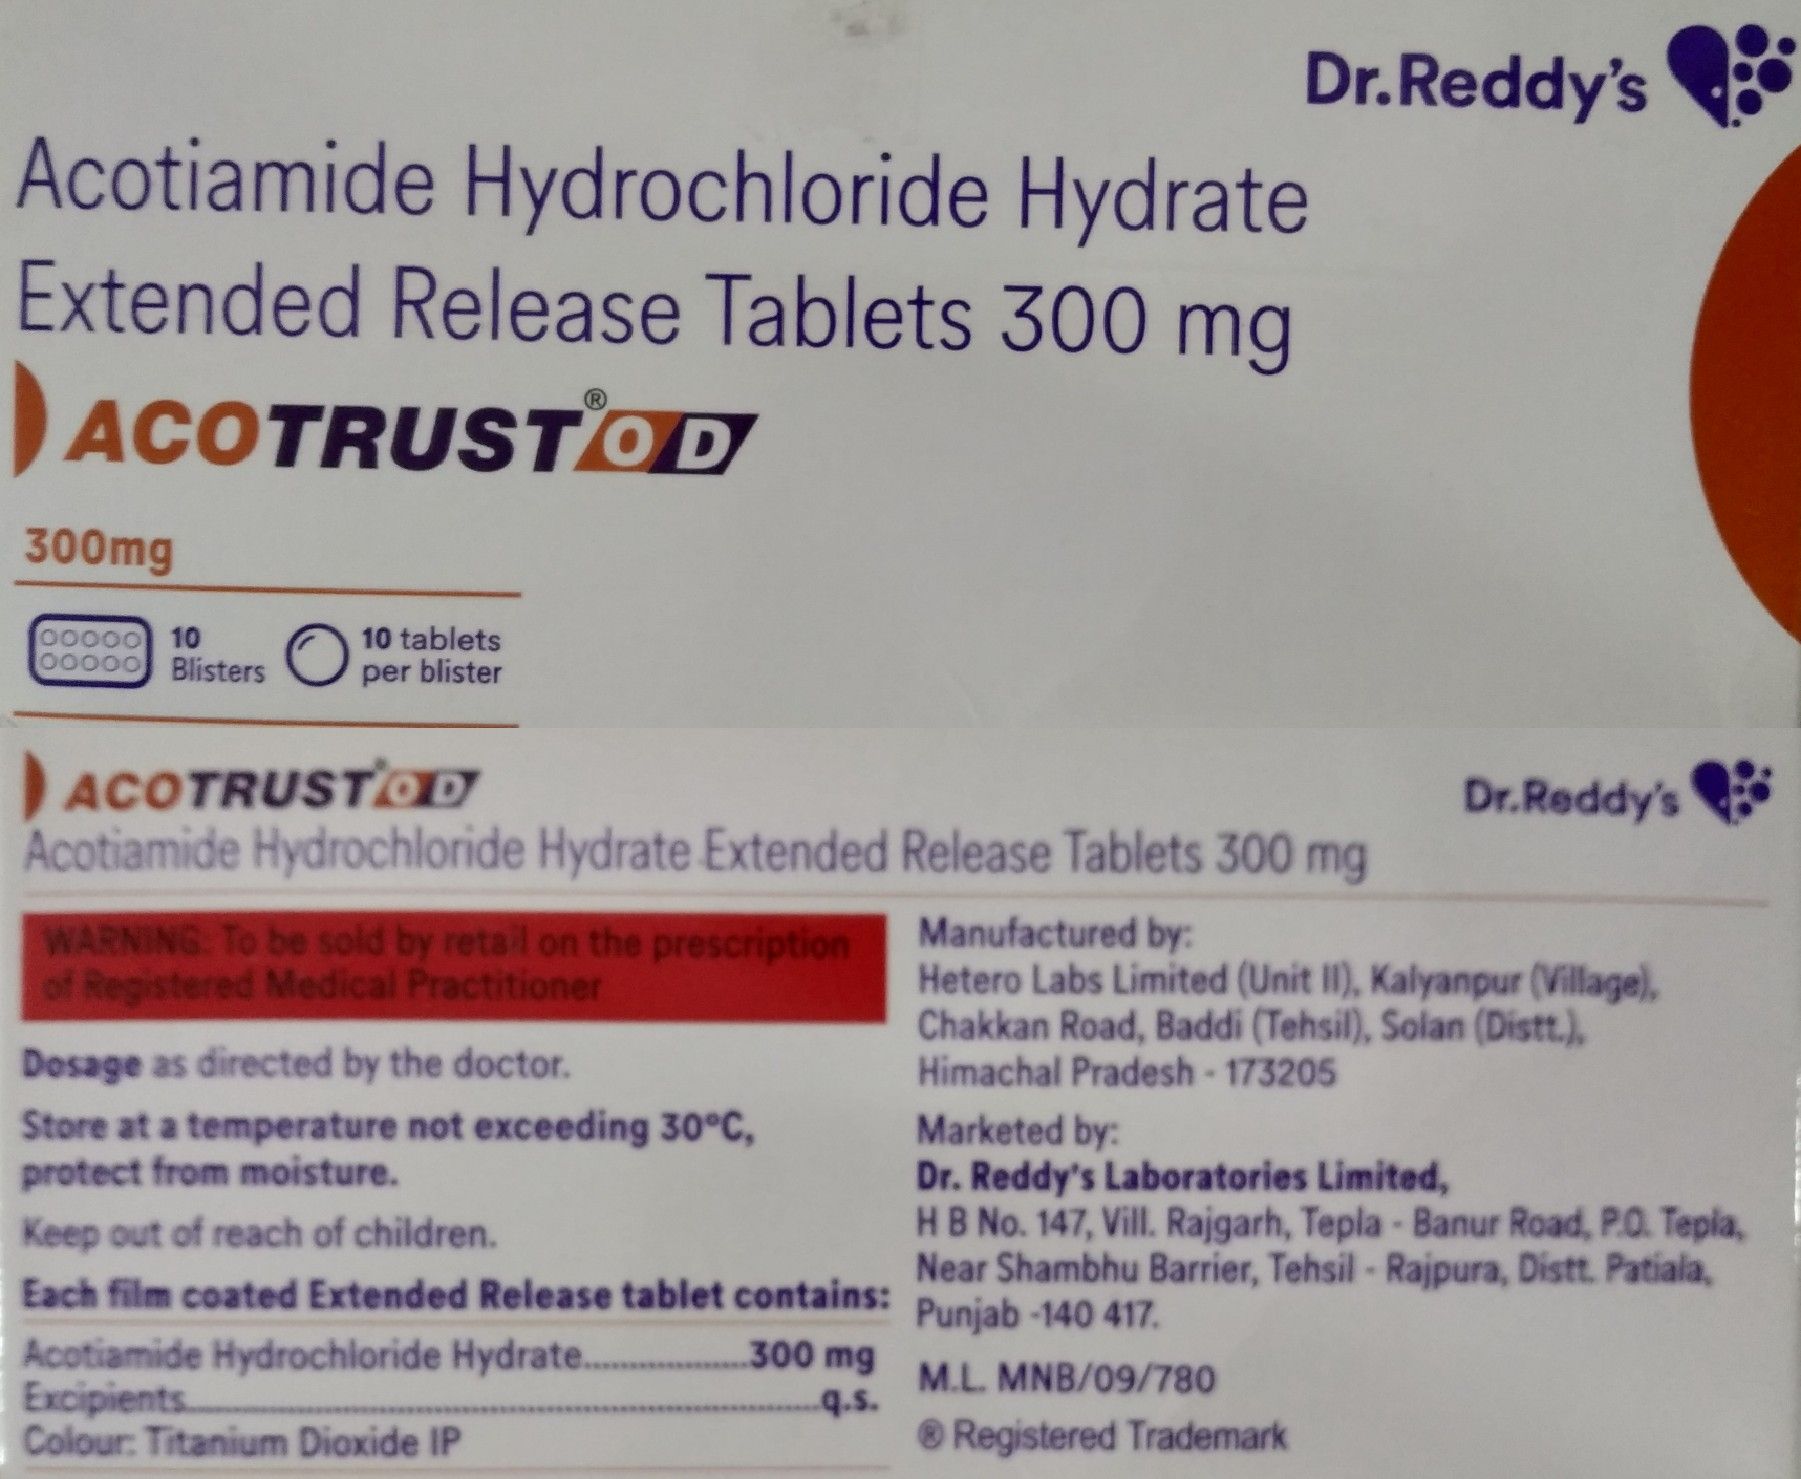 Dr.Reddy's
Acotiamide Hydrochloride Hydrate
Extended Release Tablets 300 mg
ACOTRUST® OD
300mg
10
Blisters
10 tablets
per blister
ACOTRUST® OD
Dr.Reddy's
Acotiamide Hydrochloride Hydrate Extended Release Tablets 300 mg
WARNING: To be sold by retail on the prescription
of Registered Medical Practitioner
Dosage as directed by the doctor.
Store at a temperature not exceeding 30°C,
protect from moisture.
Keep out of reach of children.
Each film coated Extended Release tablet contains:
Acotiamide Hydrochloride Hydrate....................300 mg
Excipients................................................................q.s.
Colour: Titanium Dioxide IP
Manufactured by:
Hetero Labs Limited (Unit II), Kalyanpur (Village),
Chakkan Road, Baddi (Tehsil), Solan (Distt.),
Himachal Pradesh - 173205
Marketed by:
Dr. Reddy's Laboratories Limited,
H B No. 147, Vill. Rajgarh, Tepla - Banur Road, P.O. Tepla,
Near Shambhu Barrier, Tehsil - Rajpura, Distt. Patiala,
Punjab -140 417.
M.L. MNB/09/780
® Registered Trademark